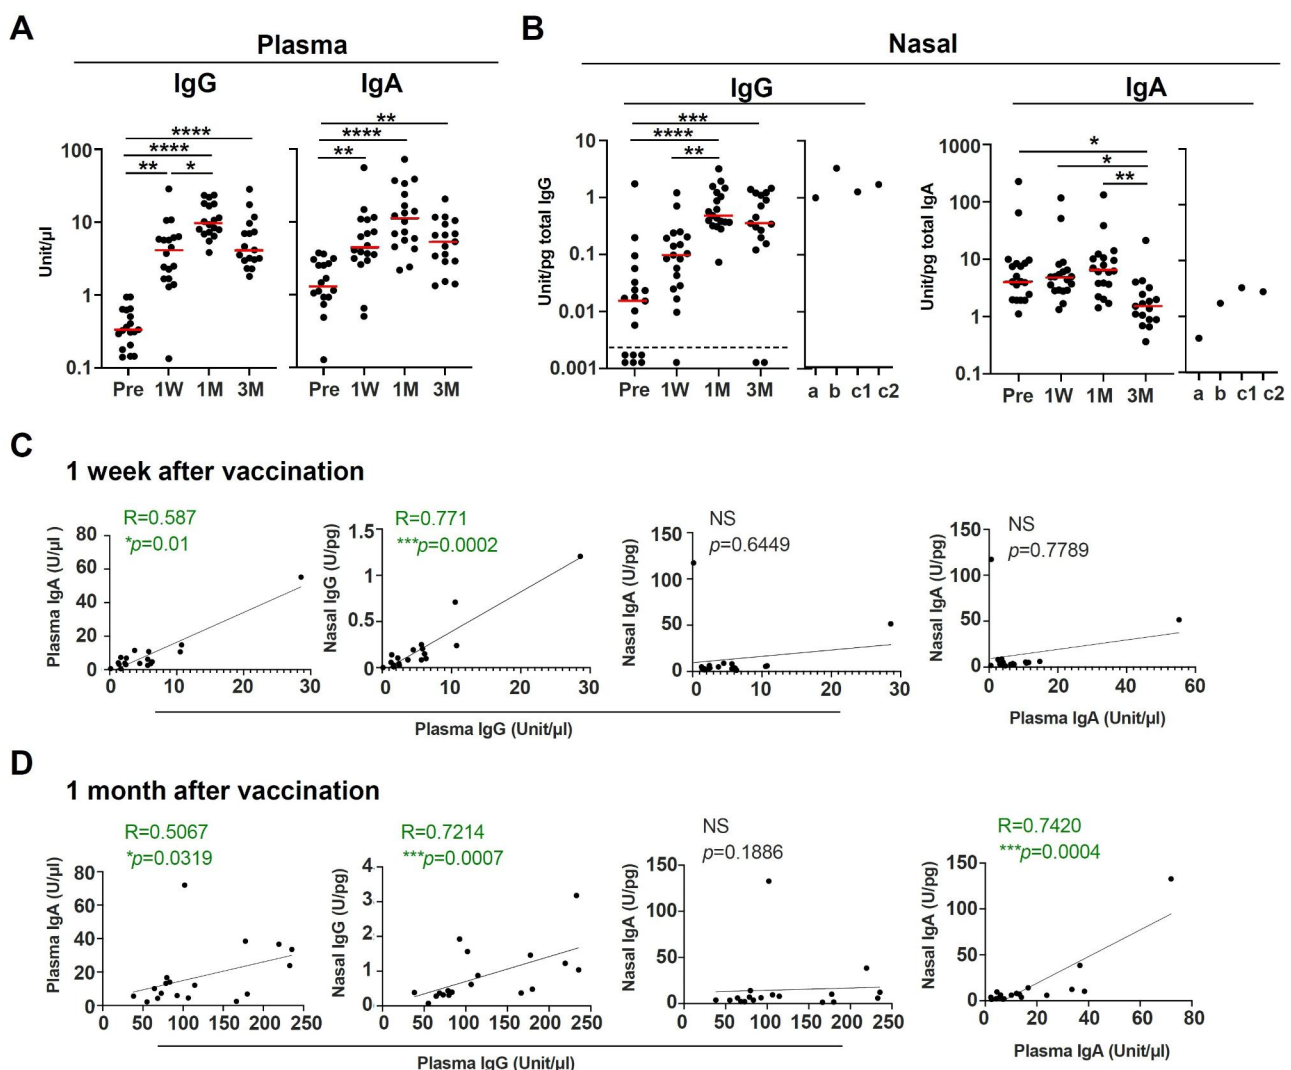 A
Plasma
IgG
IgA
Unit/µl
100
10
1
0.1
****
****
** *
**
****
**
Pre 1W 1M 3M
Pre 1W 1M 3M
B
Nasal
IgG
IgA
Unit/pg total IgG
10
1
0.1
0.01
0.001
***
****
**
Pre 1W 1M 3M
a b c1 c2
Unit/pg total IgA
1000
100
10
1
0.1
*
*
**
Pre 1W 1M 3M
a b c1 c2
C
1 week after vaccination
R=0.587
*p=0.01
Plasma IgA (U/µl )
80
60
40
20
0
0 10 20 30
R=0.771
***p=0.0002
Nasal IgG (U/pg)
1.5
1
0.5
0
0 10 20 30
NS
p=0.6449
Nasal IgA (U/pg)
150
100
50
0
0 10 20 30
Plasma IgG (Unit/µl)
NS
p=0.7789
Nasal IgA (U/pg)
150
100
50
0
0 20 40 60
Plasma IgA (Unit/µl)
D
1 month after vaccination
R=0.5067
*p=0.0319
Plasma IgA (U/µl)
80
60
40
20
0
0 50 100 150 200 250
R=0.7214
***p=0.0007
Nasal IgG (U/pg)
4
3
2
1
0
0 50 100 150 200 250
NS
p=0.1886
Nasal IgA (U/pg)
150
100
50
0
0 50 100 150 200 250
Plasma IgG (Unit/µl)
R=0.7420
***p=0.0004
Nasal IgA (U/pg)
150
100
50
0
0 20 40 60 80
Plasma IgA (Unit/µl)